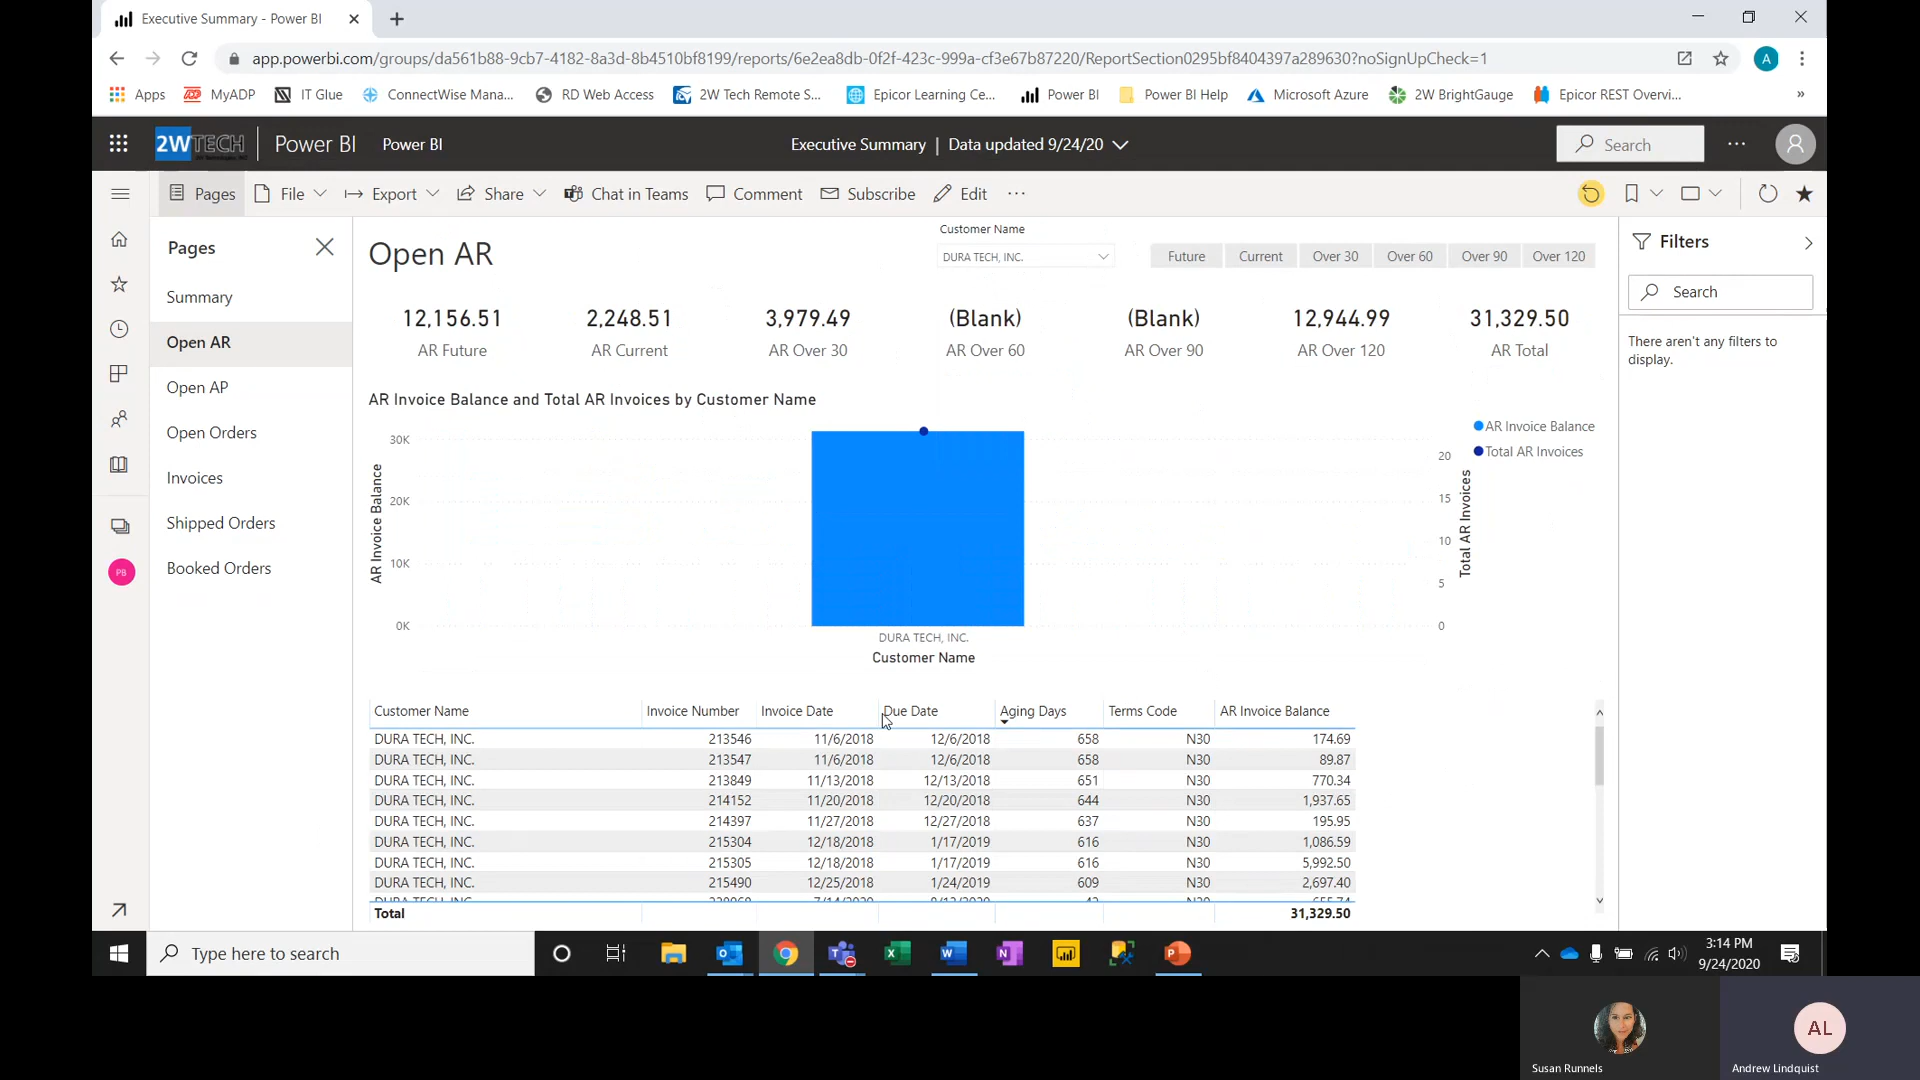 Executive Summary - Power BI
app.powerbi.com/groups/da561b88-9cb7-4182-8a3d-8b4510bf8199/reports/6e2ea8db-0f2f-423c-999a-cf3e67b87220/ReportSection0295bf8404397a289630?noSignUpCheck=1
A
Apps MyADP IT Glue ConnectWise Mana... RD Web Access 2W Tech Remote S... Epicor Learning Ce... Power BI Power BI Help Microsoft Azure 2W BrightGauge Epicor REST Overvi... »
2WTECH Power BI Power BI Executive Summary | Data updated 9/24/20 Search
Pages File Export Share Chat in Teams Comment Subscribe Edit
Pages
Summary
Open AR
Open AP
Open Orders
Invoices
Shipped Orders
Booked Orders
PB
Open AR
Customer Name
DURA TECH, INC.
Future Current Over 30 Over 60 Over 90 Over 120
12,156.51 2,248.51 3,979.49 (Blank) (Blank) 12,944.99 31,329.50
AR Future AR Current AR Over 30 AR Over 60 AR Over 90 AR Over 120 AR Total
AR Invoice Balance and Total AR Invoices by Customer Name
AR Invoice Balance
Total AR Invoices
AR Invoice Balance
30K
20K
10K
0K
20
15
10
5
0
Total AR Invoices
DURA TECH, INC.
Customer Name
Customer Name Invoice Number Invoice Date Due Date Aging Days Terms Code AR Invoice Balance
DURA TECH, INC. 213546 11/6/2018 12/6/2018 658 N30 174.69
DURA TECH, INC. 213547 11/6/2018 12/6/2018 658 N30 89.87
DURA TECH, INC. 213849 11/13/2018 12/13/2018 651 N30 770.34
DURA TECH, INC. 214152 11/20/2018 12/20/2018 644 N30 1,937.65
DURA TECH, INC. 214397 11/27/2018 12/27/2018 637 N30 195.95
DURA TECH, INC. 215304 12/18/2018 1/17/2019 616 N30 1,086.59
DURA TECH, INC. 215305 12/18/2018 1/17/2019 616 N30 5,992.50
DURA TECH, INC. 215490 12/25/2018 1/24/2019 609 N30 2,697.40
Total 31,329.50
Filters
Search
There aren't any filters to
display.
Type here to search
3:14 PM
9/24/2020
AL
Susan Runnels
Andrew Lindquist